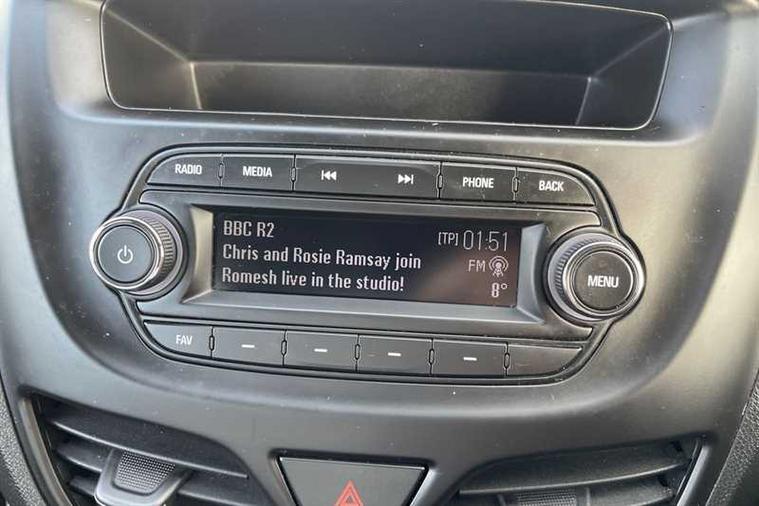 RADIO MEDIA PHONE BACK
BBC R2 [TP] 01:51
Chris and Rosie Ramsay join FM
Romesh live in the studio! 8°
MENU
FAV